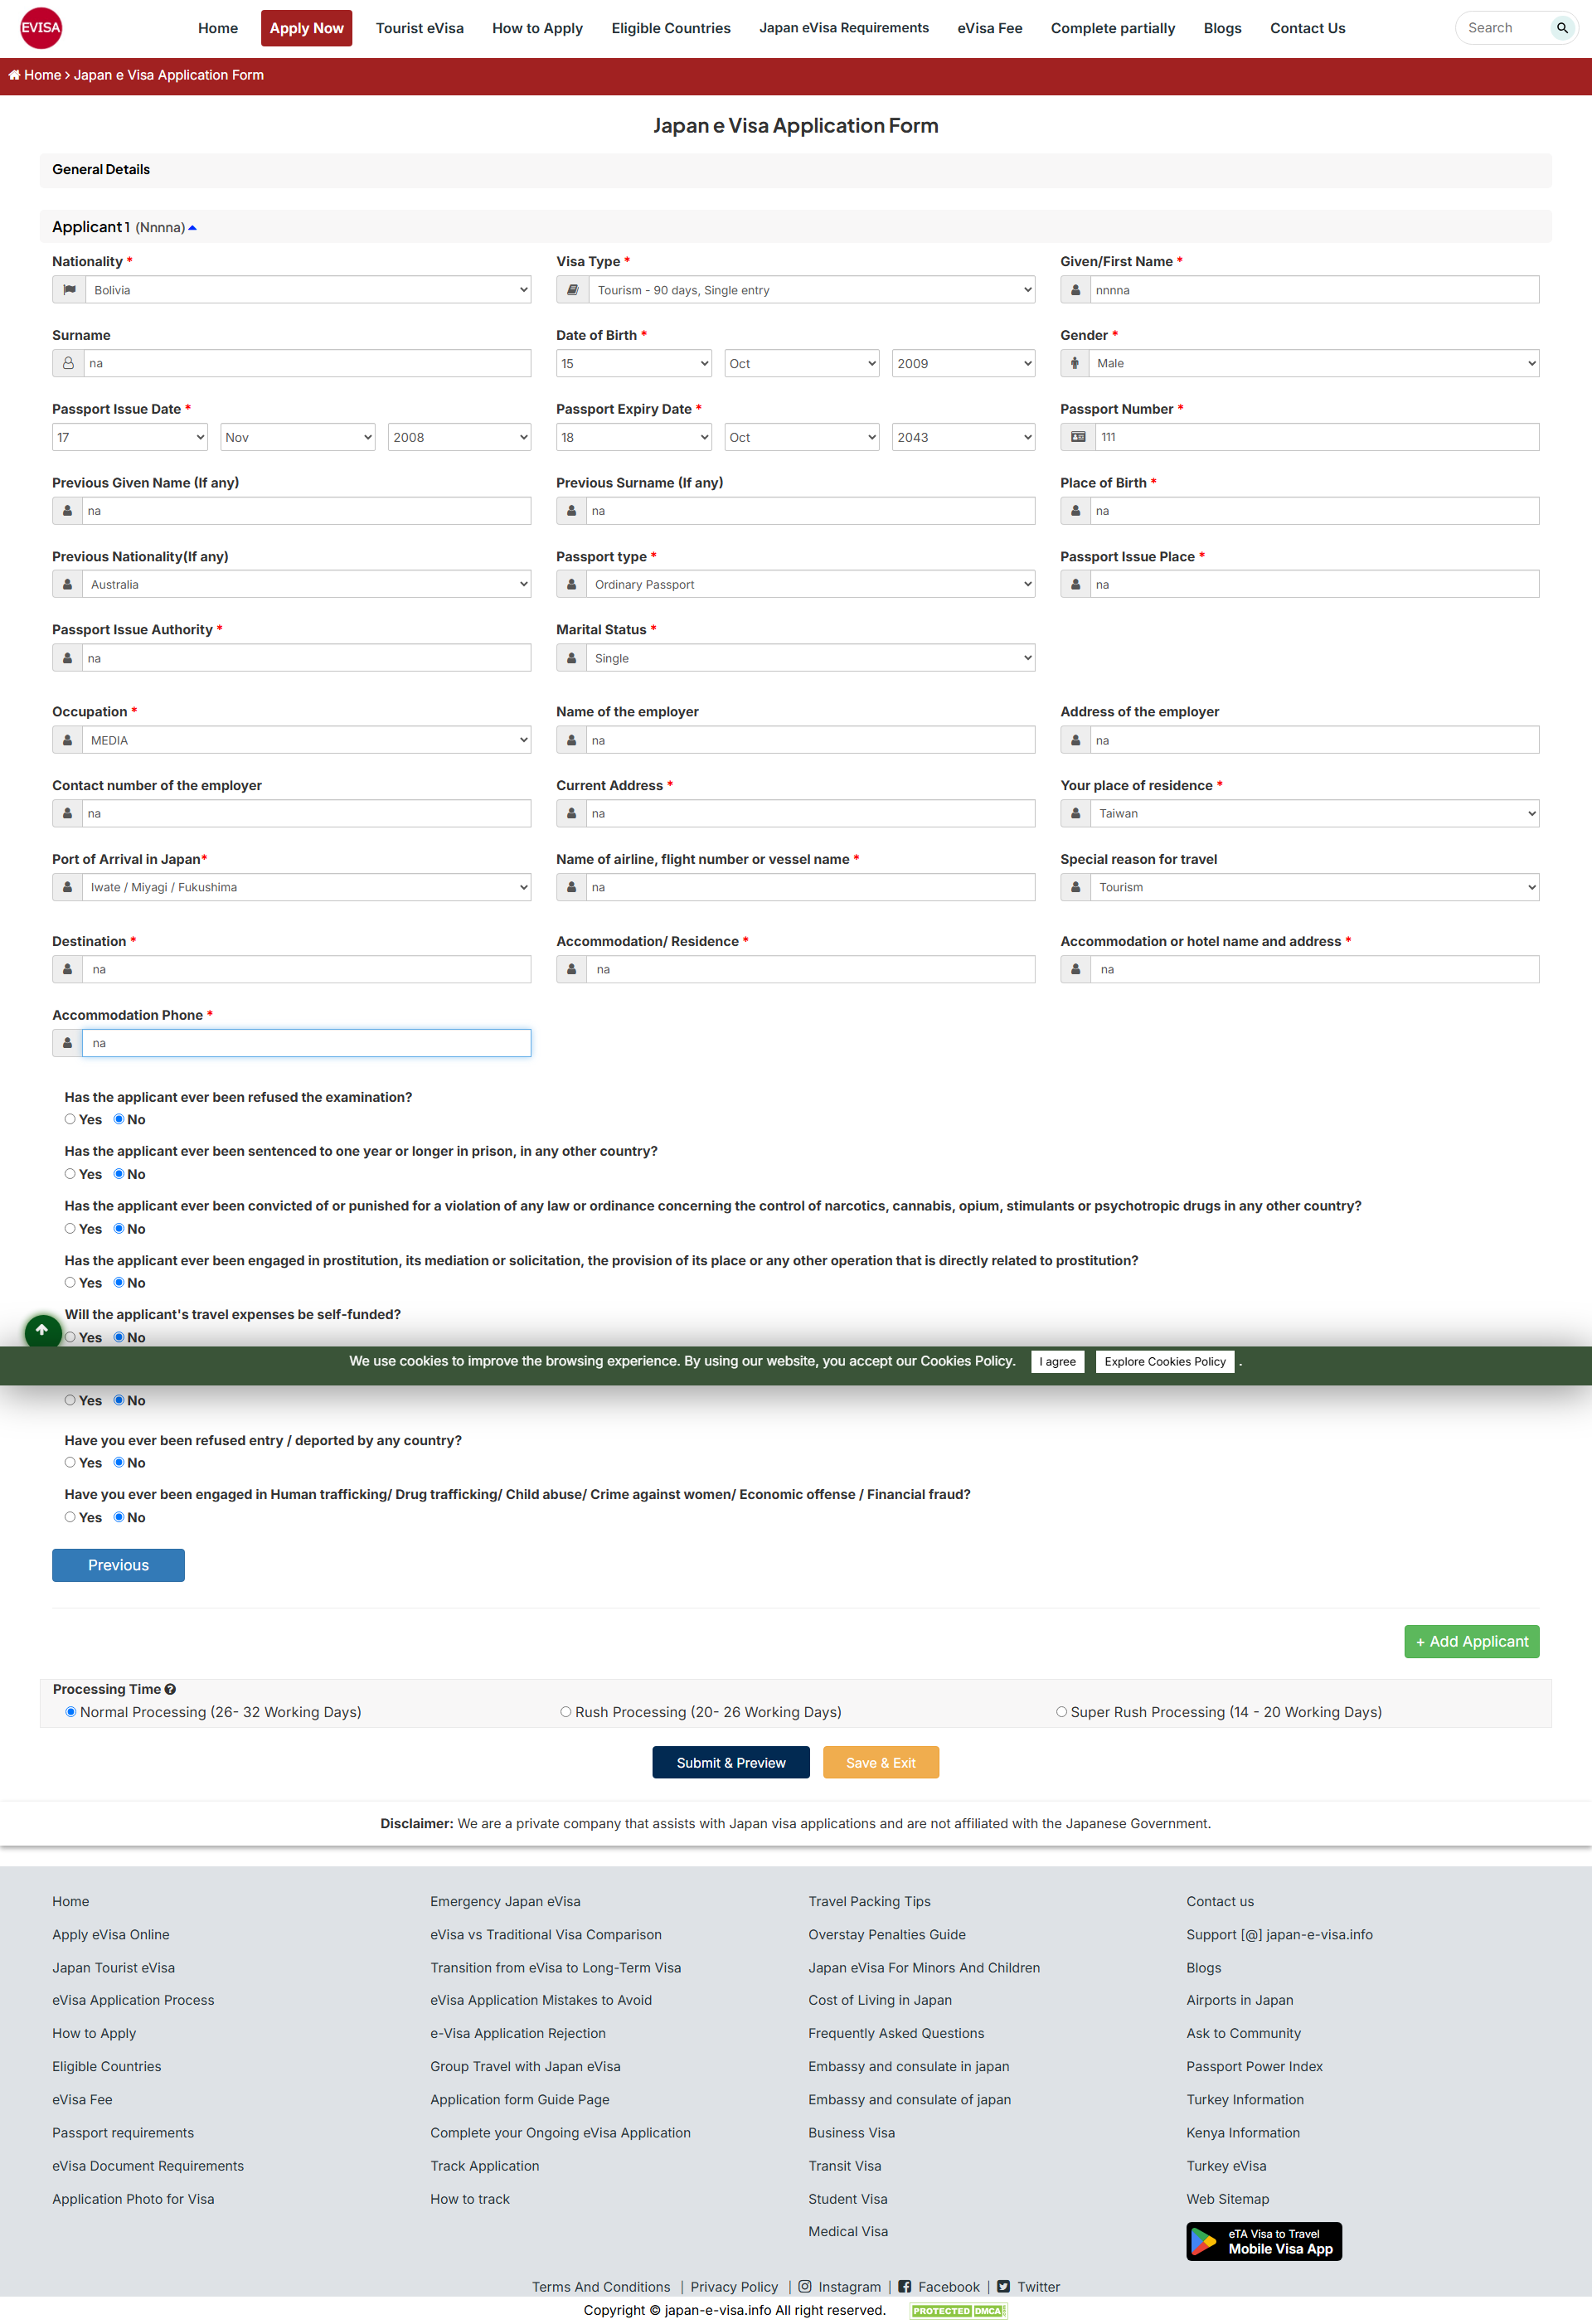 EVISA
Home Apply Now Tourist eVisa How to Apply Eligible Countries Japan eVisa Requirements eVisa Fee Complete partially Blogs Contact Us Search
Home › Japan e Visa Application Form
Japan e Visa Application Form
General Details
Applicant 1 (Nnnna)
Nationality * Visa Type * Given/First Name *
Bolivia Tourism - 90 days, Single entry nnnna
Surname Date of Birth * Gender *
na 15 Oct 2009 Male
Passport Issue Date * Passport Expiry Date * Passport Number *
17 Nov 2008 18 Oct 2043 111
Previous Given Name (If any) Previous Surname (If any) Place of Birth *
na na na
Previous Nationality(If any) Passport type * Passport Issue Place *
Australia Ordinary Passport na
Passport Issue Authority * Marital Status *
na Single
Occupation * Name of the employer Address of the employer
MEDIA na na
Contact number of the employer Current Address * Your place of residence *
na na Taiwan
Port of Arrival in Japan* Name of airline, flight number or vessel name * Special reason for travel
Iwate / Miyagi / Fukushima na Tourism
Destination * Accommodation/ Residence * Accommodation or hotel name and address *
na na na
Accommodation Phone *
na
Has the applicant ever been refused the examination?
Yes No
Has the applicant ever been sentenced to one year or longer in prison, in any other country?
Yes No
Has the applicant ever been convicted of or punished for a violation of any law or ordinance concerning the control of narcotics, cannabis, opium, stimulants or psychotropic drugs in any other country?
Yes No
Has the applicant ever been engaged in prostitution, its mediation or solicitation, the provision of its place or any other operation that is directly related to prostitution?
Yes No
Will the applicant's travel expenses be self-funded?
Yes No
We use cookies to improve the browsing experience. By using our website, you accept our Cookies Policy. I agree Explore Cookies Policy .
Yes No
Have you ever been refused entry / deported by any country?
Yes No
Have you ever been engaged in Human trafficking/ Drug trafficking/ Child abuse/ Crime against women/ Economic offense / Financial fraud?
Yes No
Previous
+ Add Applicant
Processing Time
Normal Processing (26- 32 Working Days) Rush Processing (20- 26 Working Days) Super Rush Processing (14 - 20 Working Days)
Submit & Preview Save & Exit
Disclaimer: We are a private company that assists with Japan visa applications and are not affiliated with the Japanese Government.
Home Emergency Japan eVisa Travel Packing Tips Contact us
Apply eVisa Online eVisa vs Traditional Visa Comparison Overstay Penalties Guide Support [@] japan-e-visa.info
Japan Tourist eVisa Transition from eVisa to Long-Term Visa Japan eVisa For Minors And Children Blogs
eVisa Application Process eVisa Application Mistakes to Avoid Cost of Living in Japan Airports in Japan
How to Apply e-Visa Application Rejection Frequently Asked Questions Ask to Community
Eligible Countries Group Travel with Japan eVisa Embassy and consulate in japan Passport Power Index
eVisa Fee Application form Guide Page Embassy and consulate of japan Turkey Information
Passport requirements Complete your Ongoing eVisa Application Business Visa Kenya Information
eVisa Document Requirements Track Application Transit Visa Turkey eVisa
Application Photo for Visa How to track Student Visa Web Sitemap
Medical Visa eTA Visa to Travel
Mobile Visa App
Terms And Conditions | Privacy Policy | Instagram | Facebook | Twitter
Copyright © japan-e-visa.info All right reserved. PROTECTED DMCA